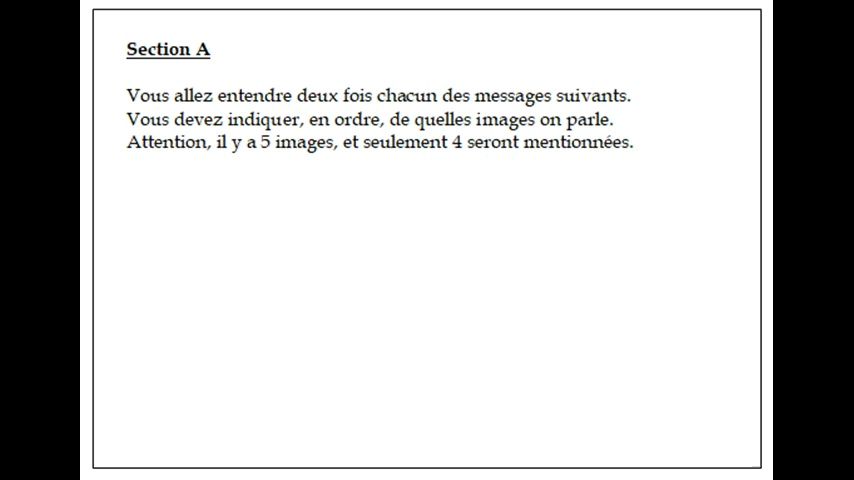 Section A
Vous allez entendre deux fois chacun des messages suivants.
Vous devez indiquer, en ordre, de quelles images on parle.
Attention, il y a 5 images, et seulement 4 seront mentionnées.